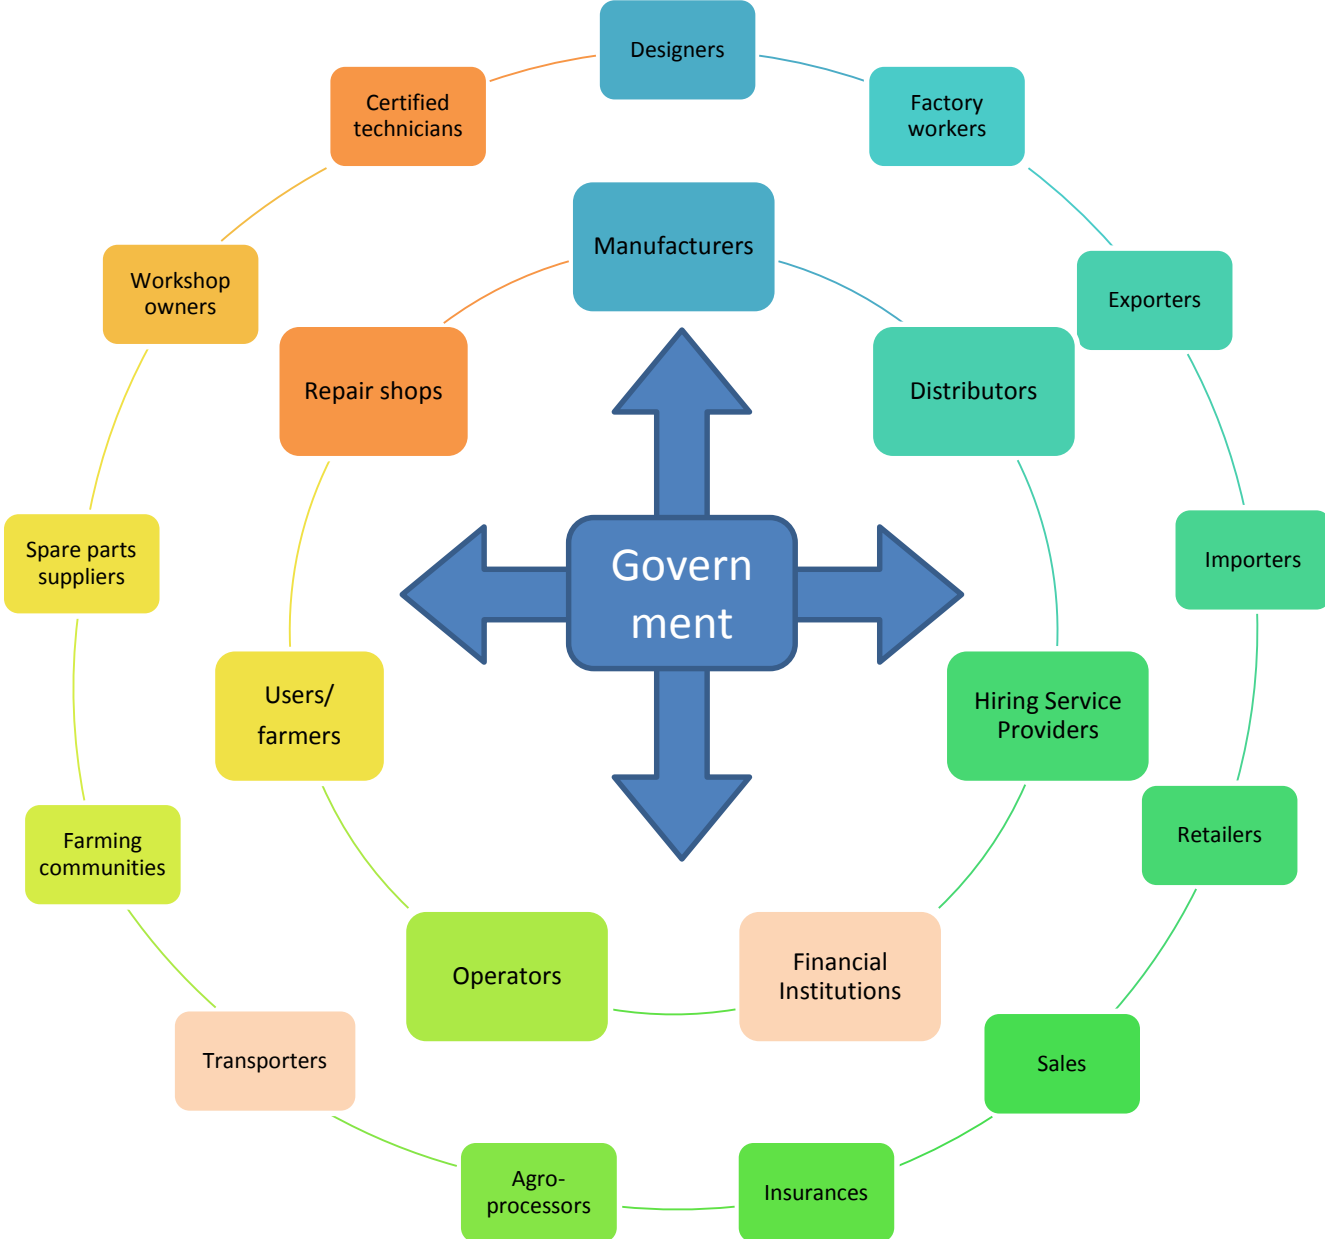 Designers
Certified
technicians
Factory
workers
Manufacturers
Workshop
owners
Exporters
Repair shops
Distributors
Spare parts
suppliers
Govern
ment
Importers
Users/
farmers
Hiring Service
Providers
Farming
communities
Retailers
Operators
Financial
Institutions
Transporters
Sales
Agro-
processors
Insurances